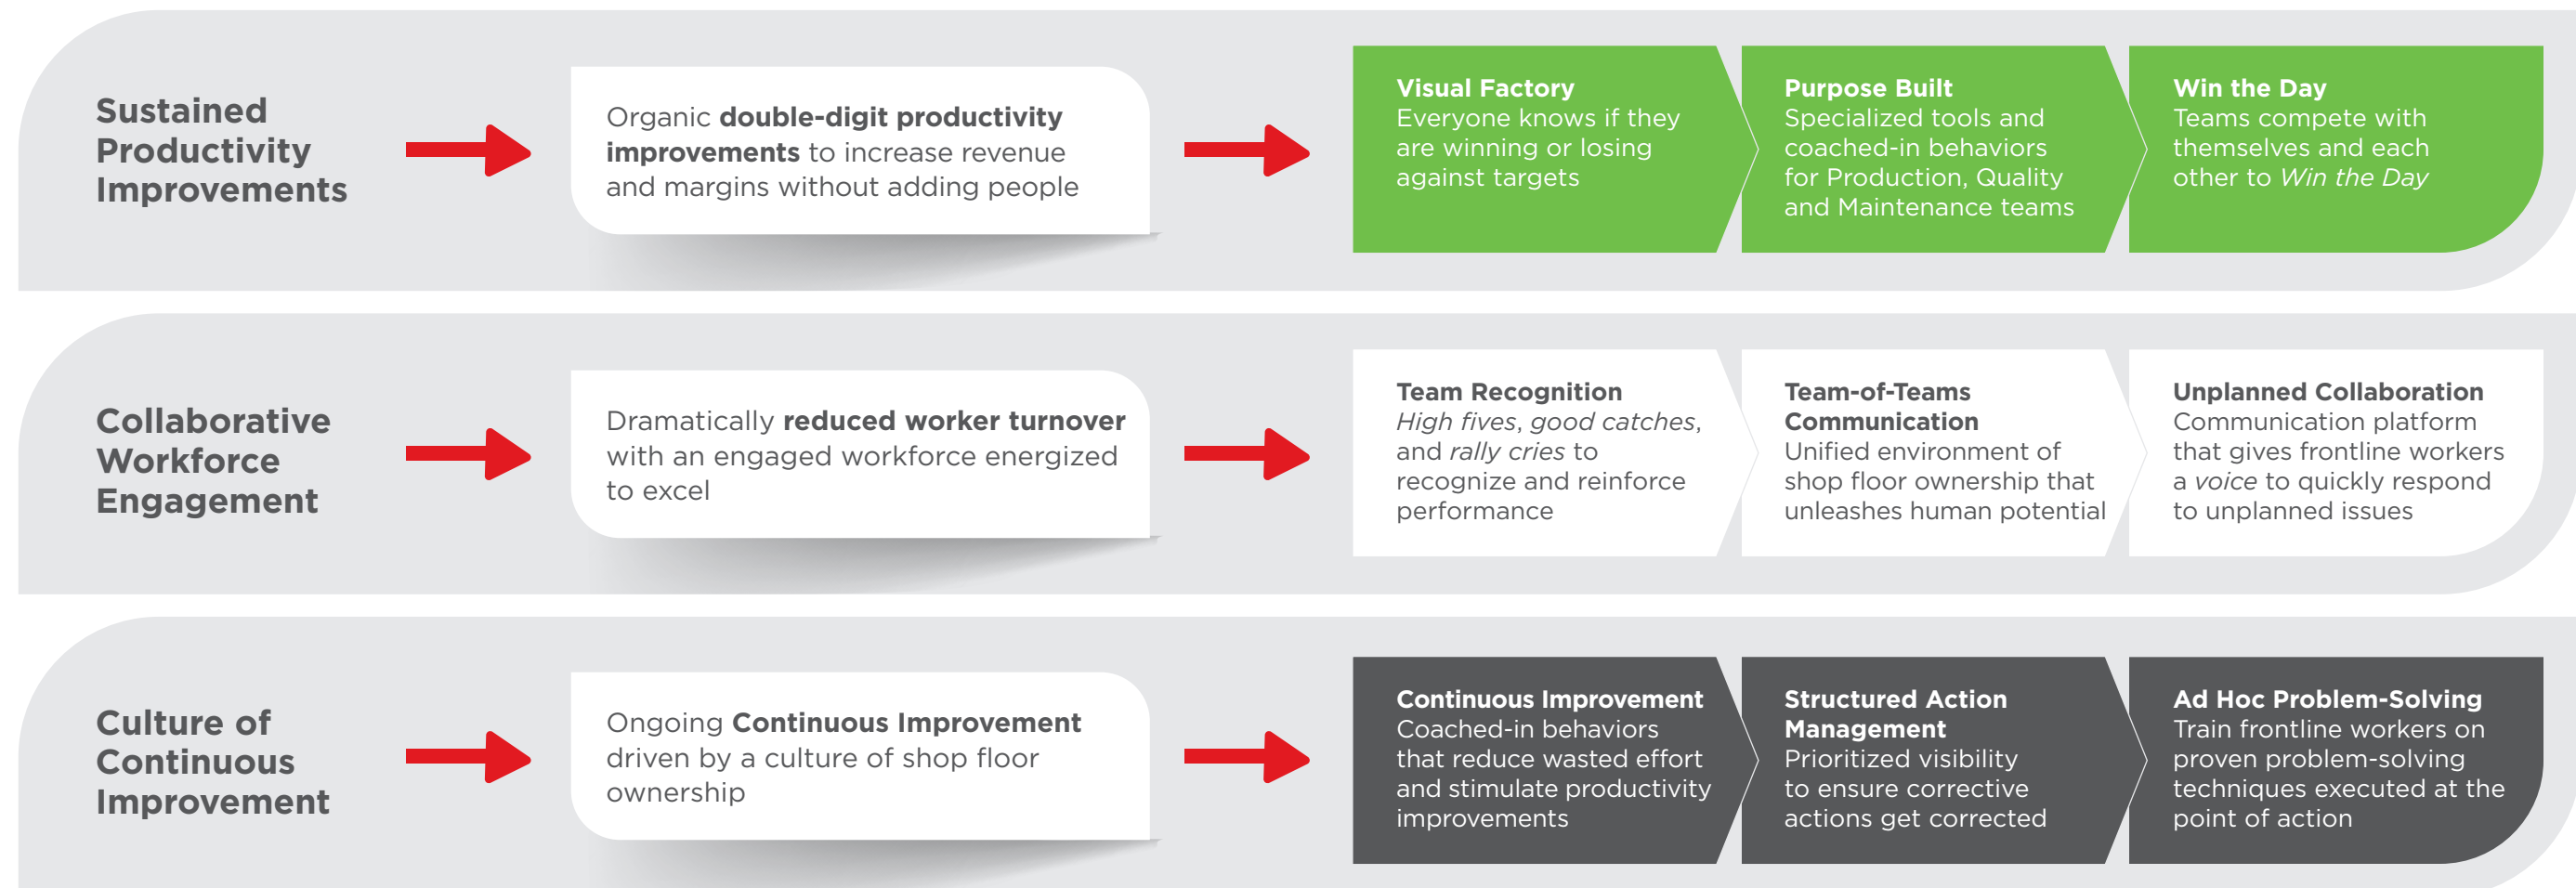 Sustained
Productivity
Improvements
Organic double-digit productivity
improvements to increase revenue
and margins without adding people
Visual Factory
Everyone knows if they
are winning or losing
against targets
Purpose Built
Specialized tools and
coached-in behaviors
for Production, Quality
and Maintenance teams
Win the Day
Teams compete with
themselves and each
other to Win the Day
Collaborative
Workforce
Engagement
Dramatically reduced worker turnover
with an engaged workforce energized
to excel
Team Recognition
High fives, good catches,
and rally cries to
recognize and reinforce
performance
Team-of-Teams
Communication
Unified environment of
shop floor ownership that
unleashes human potential
Unplanned Collaboration
Communication platform
that gives frontline workers
a voice to quickly respond
to unplanned issues
Culture of
Continuous
Improvement
Ongoing Continuous Improvement
driven by a culture of shop floor
ownership
Continuous Improvement
Coached-in behaviors
that reduce wasted effort
and stimulate productivity
improvements
Structured Action
Management
Prioritized visibility
to ensure corrective
actions get corrected
Ad Hoc Problem-Solving
Train frontline workers on
proven problem-solving
techniques executed at the
point of action